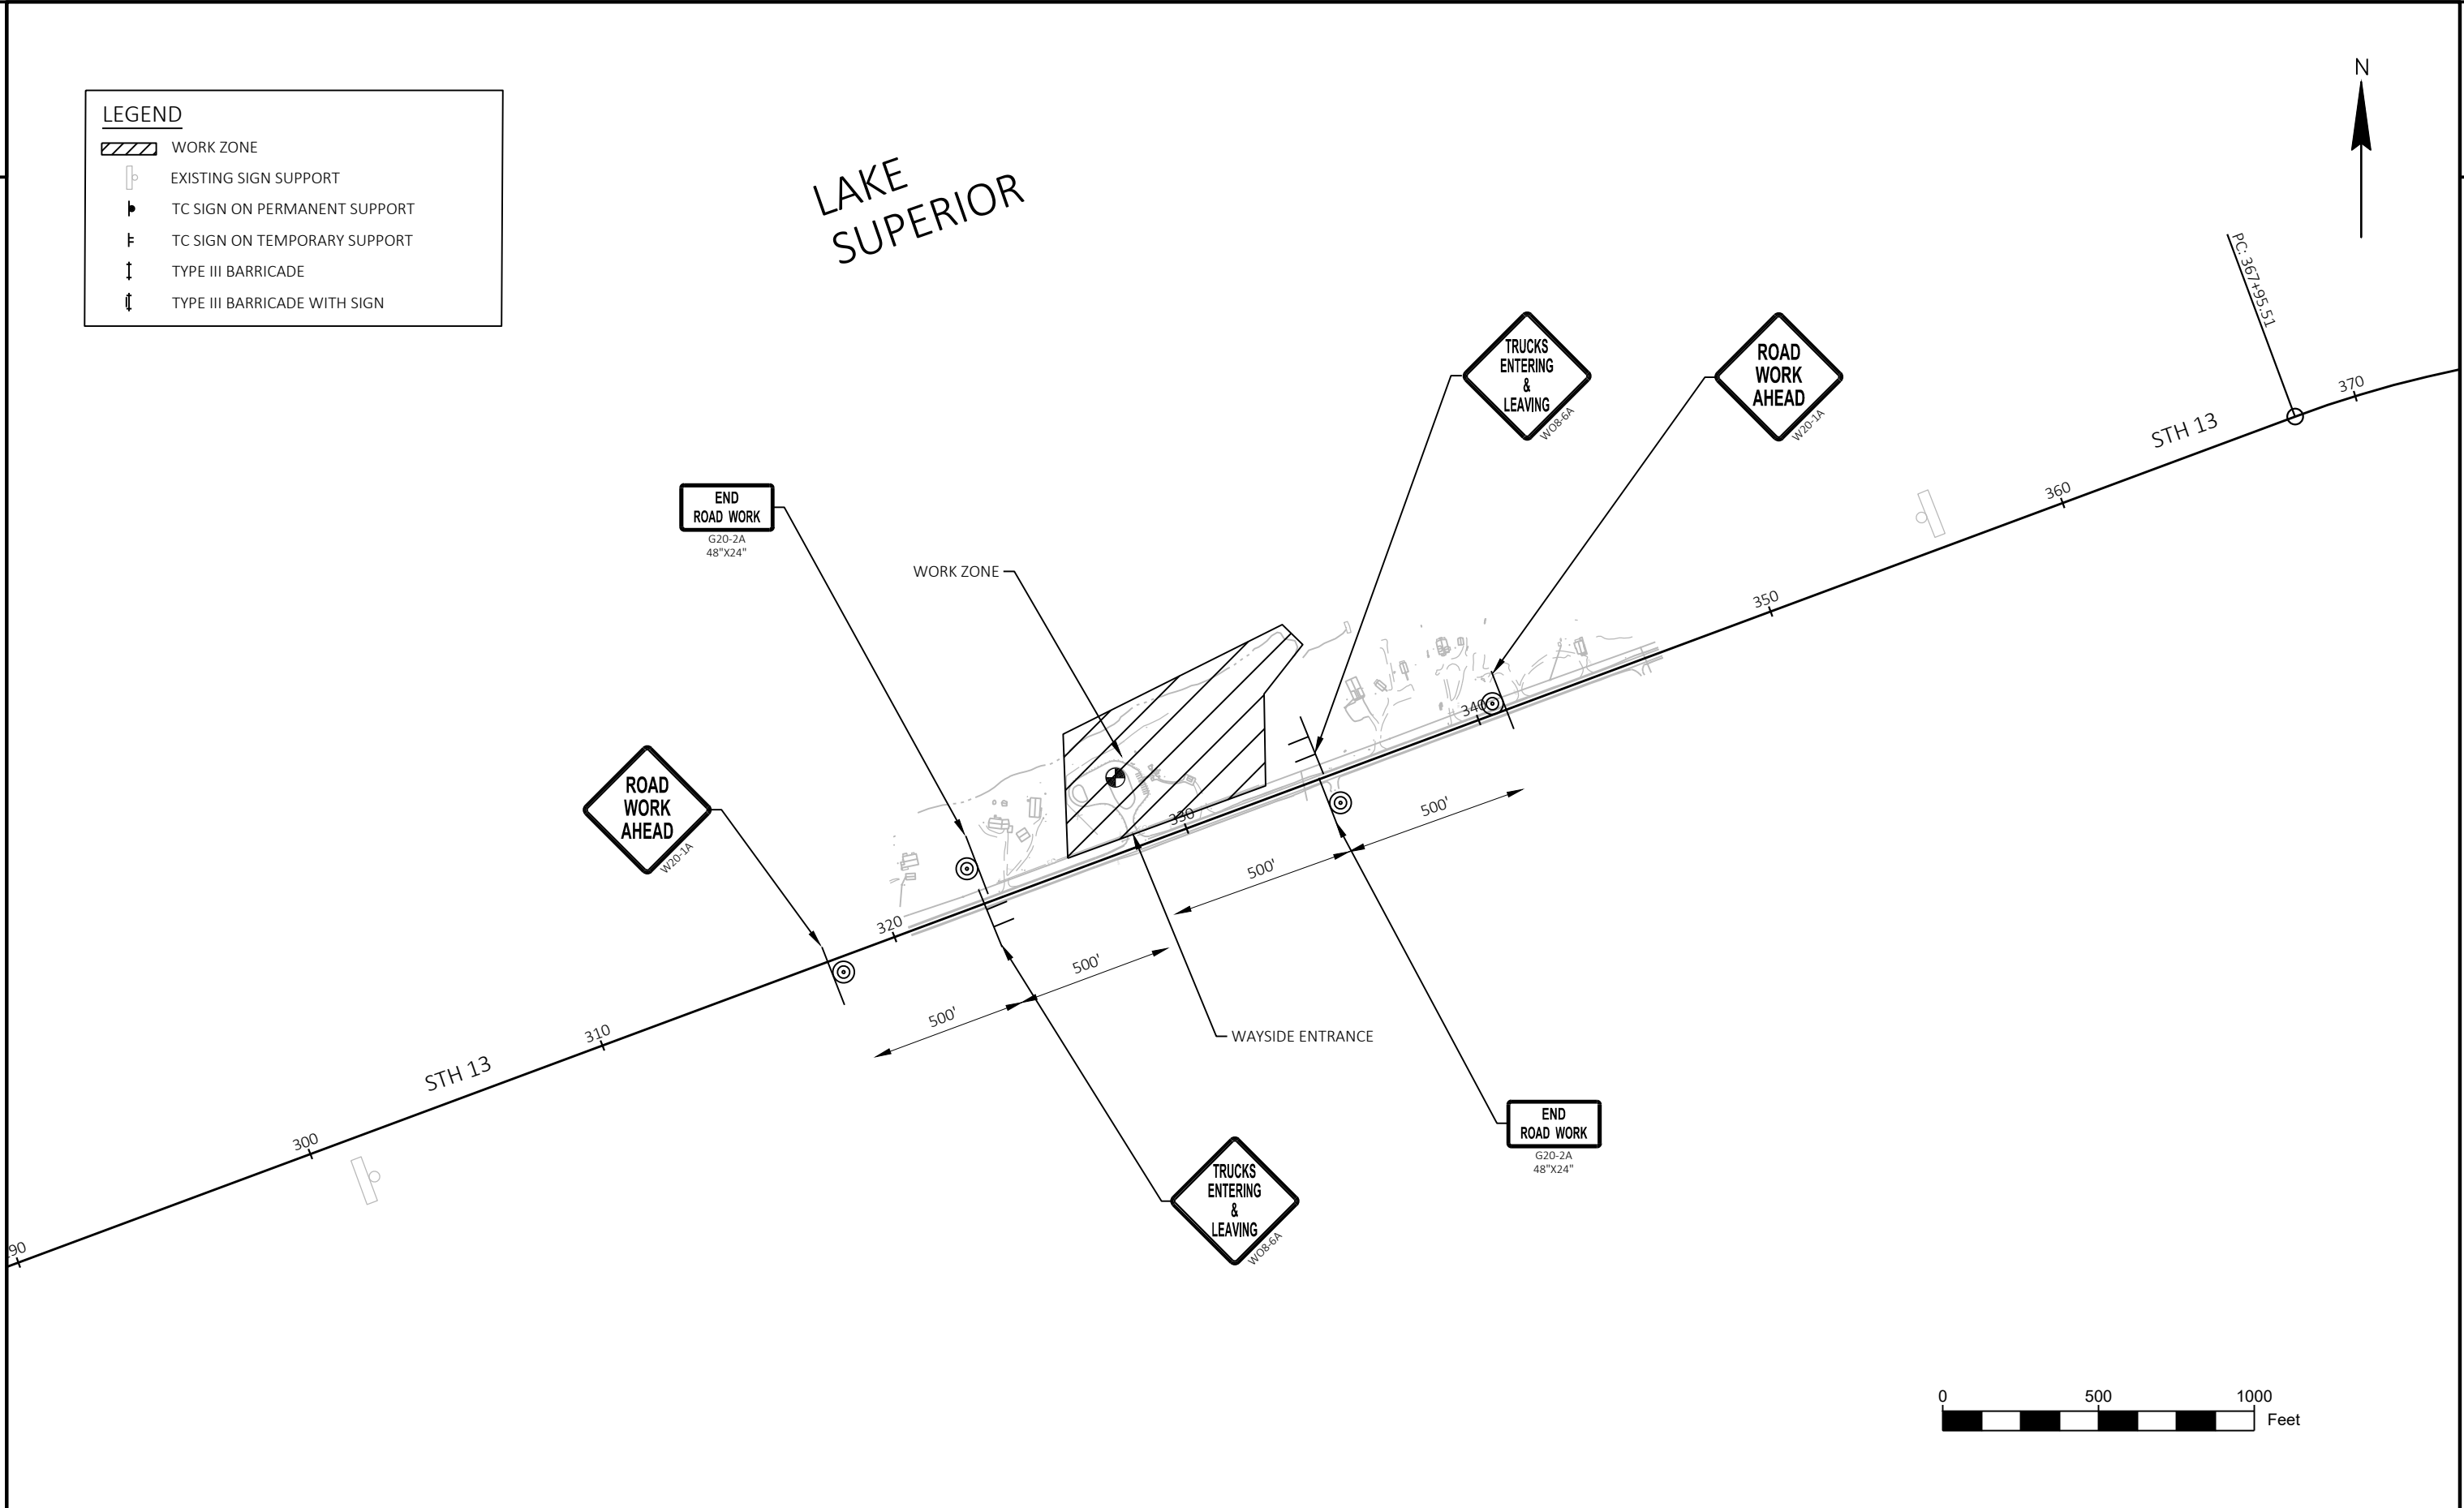 LEGEND
WORK ZONE
EXISTING SIGN SUPPORT
TC SIGN ON PERMANENT SUPPORT
TC SIGN ON TEMPORARY SUPPORT
TYPE III BARRICADE
TYPE III BARRICADE WITH SIGN
LAKE
SUPERIOR
N
PC: 367+95.51
TRUCKS
ENTERING
&
LEAVING
WO8-6A
ROAD
WORK
AHEAD
W20-1A
370
STH 13
360
350
340
330
320
310
STH 13
300
90
END
ROAD WORK
G20-2A
48"X24"
WORK ZONE
ROAD
WORK
AHEAD
W20-1A
500'
500'
500'
500'
WAYSIDE ENTRANCE
TRUCKS
ENTERING
&
LEAVING
WO8-6A
END
ROAD WORK
G20-2A
48"X24"
0 500 1000
Feet